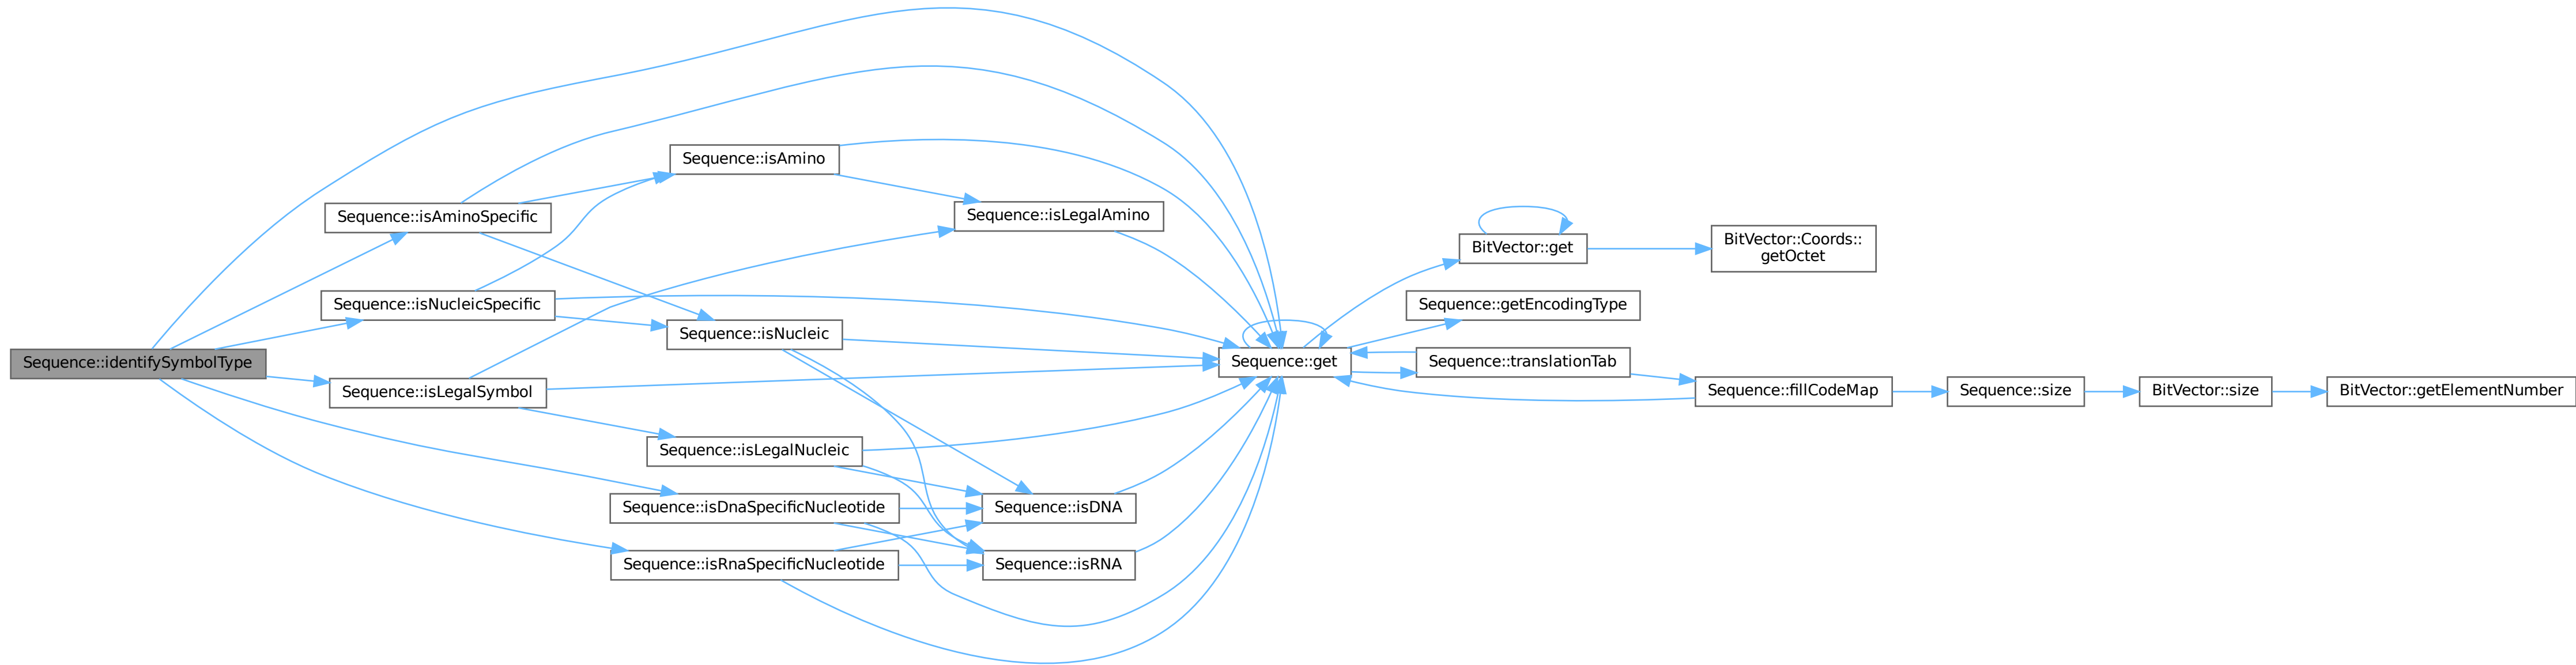 Sequence::identifySymbolType
Sequence::isAminoSpecific
Sequence::isNucleicSpecific
Sequence::isLegalSymbol
Sequence::isAmino
Sequence::isNucleic
Sequence::isLegalNucleic
Sequence::isDnaSpecificNucleotide
Sequence::isRnaSpecificNucleotide
Sequence::isLegalAmino
Sequence::isDNA
Sequence::isRNA
Sequence::get
BitVector::get
Sequence::getEncodingType
Sequence::translationTab
BitVector::Coords::
getOctet
Sequence::fillCodeMap
Sequence::size
BitVector::size
BitVector::getElementNumber